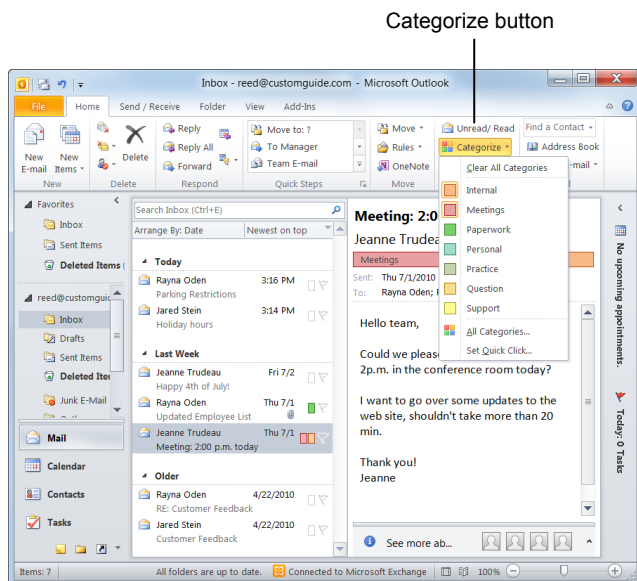 Categorize button
Inbox - reed@customguide.com - Microsoft Outlook
File Home Send / Receive Folder View Add-Ins
New E-mail
New Items
New
Delete
Delete
Reply
Reply All
Forward
Respond
Move to: ?
To Manager
Team E-mail
Quick Steps
Move
Rules
OneNote
Move
Unread/ Read
Categorize
Find a Contact
Address Book
-mail
Clear All Categories
Internal
Meetings
Paperwork
Personal
Practice
Question
Support
All Categories...
Set Quick Click...
Favorites
Inbox
Sent Items
Deleted Items (
reed@customguid
Inbox
Drafts
Sent Items
Deleted Iter
Junk E-Mail
Mail
Calendar
Contacts
Tasks
Search Inbox (Ctrl+E)
Arrange By: Date Newest on top
Today
Rayna Oden 3:16 PM
Parking Restrictions
Jared Stein 3:14 PM
Holiday hours
Last Week
Jeanne Trudeau Fri 7/2
Happy 4th of July!
Rayna Oden Thu 7/1
Updated Employee List
Jeanne Trudeau Thu 7/1
Meeting: 2:00 p.m. today
Older
Rayna Oden 4/22/2010
RE: Customer Feedback
Jared Stein 4/22/2010
Customer Feedback
Meeting: 2:0
Jeanne Trudea
Meetings
Sent: Thu 7/1/2010
To: Rayna Oden;
Hello team,
Could we pleas
2p.m. in the conference room today?
I want to go over some updates to the
web site, shouldn't take more than 20
min.
Thank you!
Jeanne
See more ab...
No upcoming appointments.
Today: 0 Tasks
Items: 7 All folders are up to date. Connected to Microsoft Exchange 100%